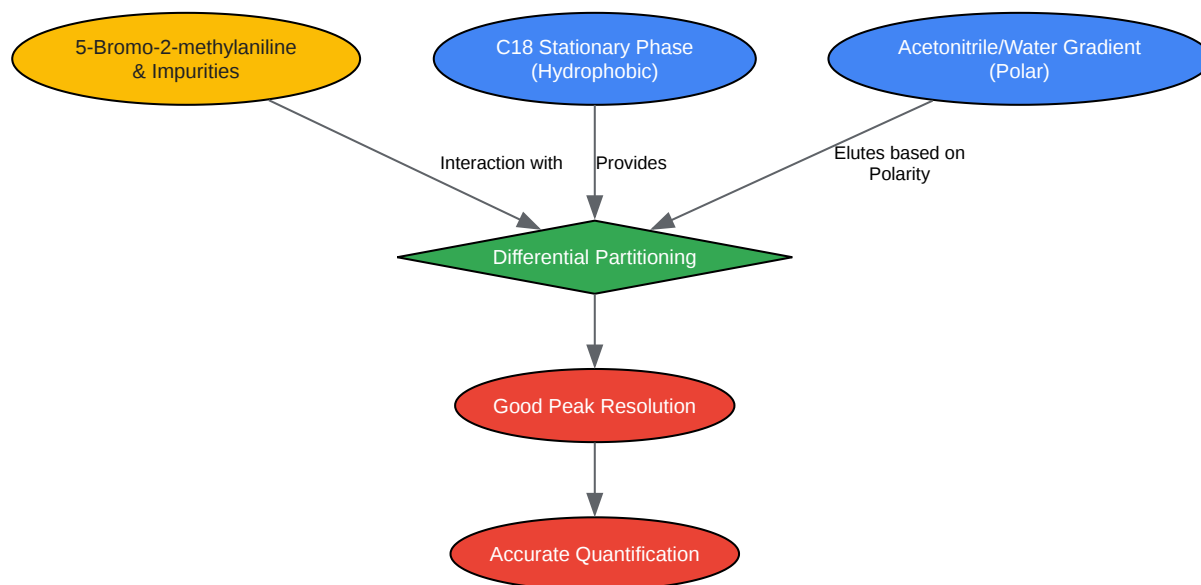 5-Bromo-2-methylaniline
& Impurities
C18 Stationary Phase
(Hydrophobic)
Acetonitrile/Water Gradient
(Polar)
Interaction with
Provides
Elutes based on
Polarity
Differential Partitioning
Good Peak Resolution
Accurate Quantification